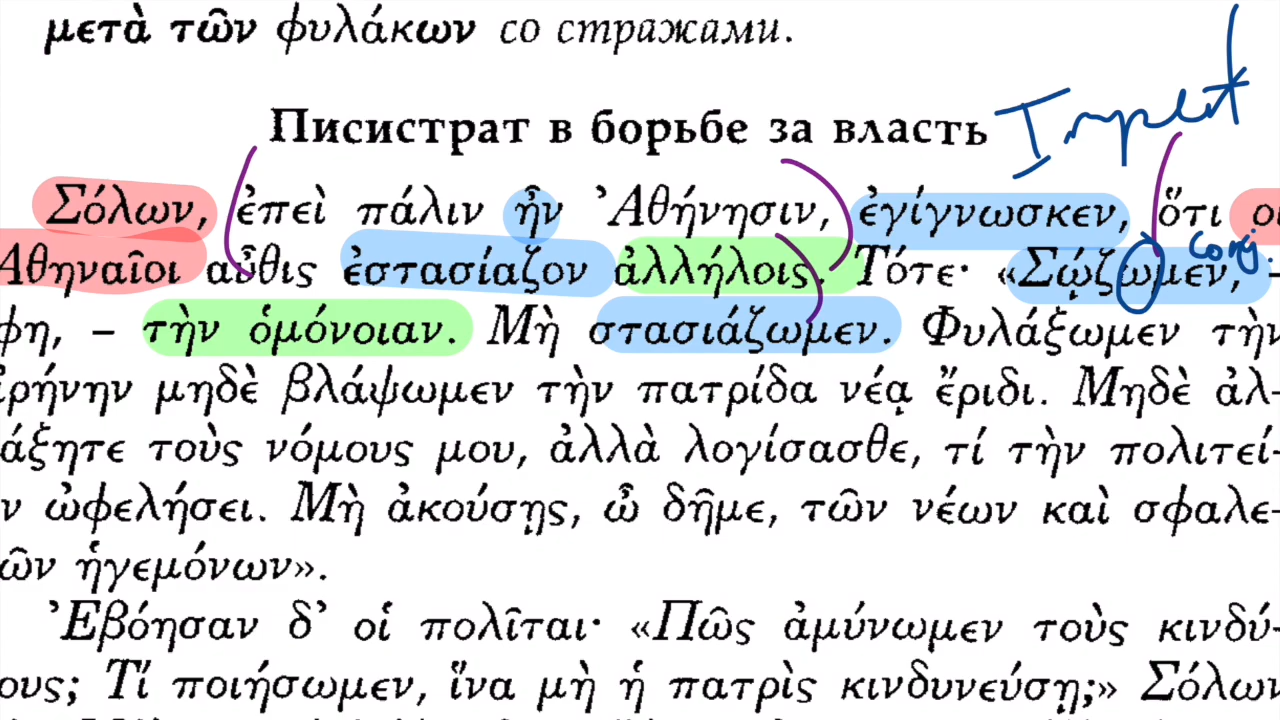 μετὰ τῶν φυλάκων со стражами.
Писистрат в борьбе за власть
Imperf
Σόλων, ἐπεὶ πάλιν ἦν Ἀθήνησιν, ἐγίγνωσκεν, ὅτι οἱ
Ἀθηναῖοι αὖθις ἐστασίαζον ἀλλήλοις. Τότε· «Σῴζωμεν, –
conj.
φη, – τὴν ὁμόνοιαν. Μὴ στασιάζωμεν. Φυλάξωμεν τὴν
ἰρήνην μηδὲ βλάψωμεν τὴν πατρίδα νέᾳ ἔριδι. Μηδὲ ἀλ-
άξητε τοὺς νόμους μου, ἀλλὰ λογίσασθε, τί τὴν πολιτεί-
ν ὠφελήσει. Μὴ ἀκούσῃς, ὦ δῆμε, τῶν νέων καὶ σφαλε-
ῶν ἡγεμόνων».
Ἐβόησαν δ’ οἱ πολῖται· «Πῶς ἀμύνωμεν τοὺς κινδύ-
ους; Τί ποιήσωμεν, ἵνα μὴ ἡ πατρὶς κινδυνεύσῃ;» Σόλων